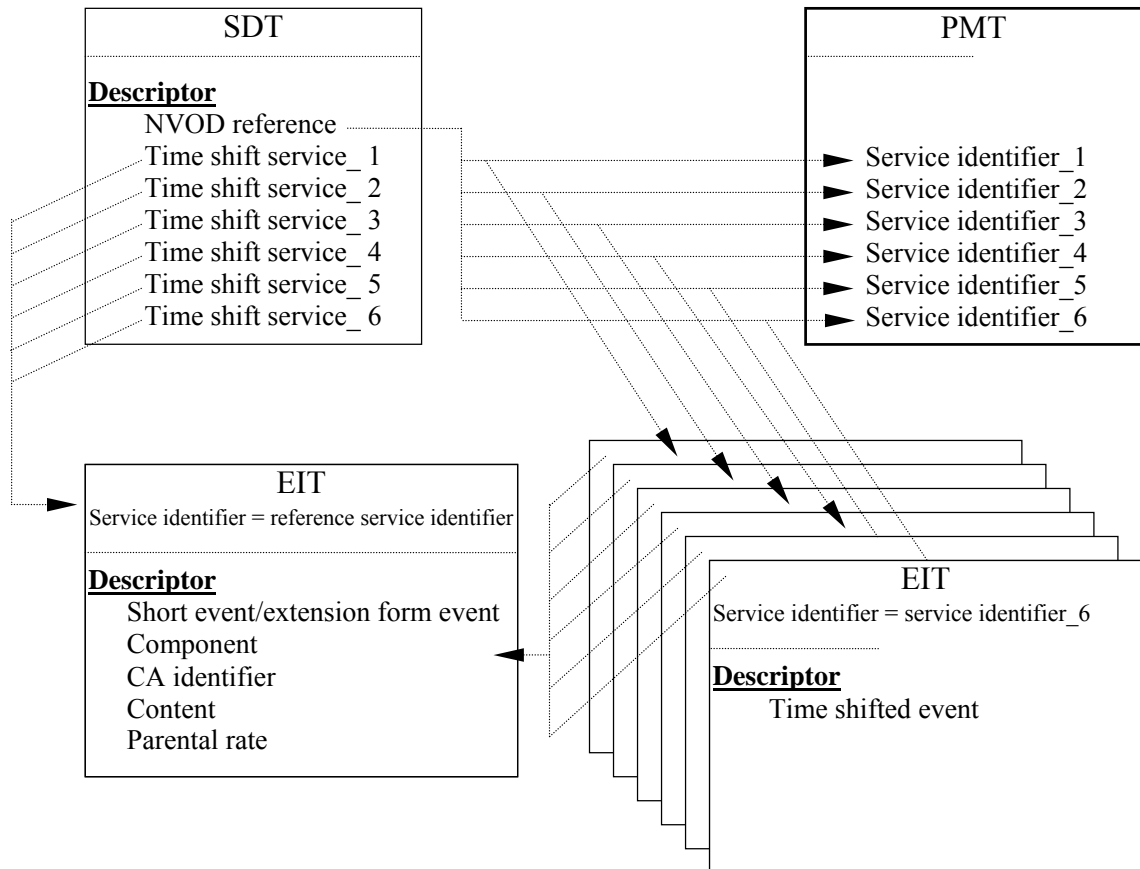 SDT
Descriptor
NVOD reference
Time shift service_ 1
Time shift service_ 2
Time shift service_ 3
Time shift service_ 4
Time shift service_ 5
Time shift service_ 6
PMT
Service identifier_1
Service identifier_2
Service identifier_3
Service identifier_4
Service identifier_5
Service identifier_6
EIT
Service identifier = reference service identifier
Descriptor
Short event/extension form event
Component
CA identifier
Content
Parental rate
EIT
Service identifier = service identifier_6
Descriptor
Time shifted event